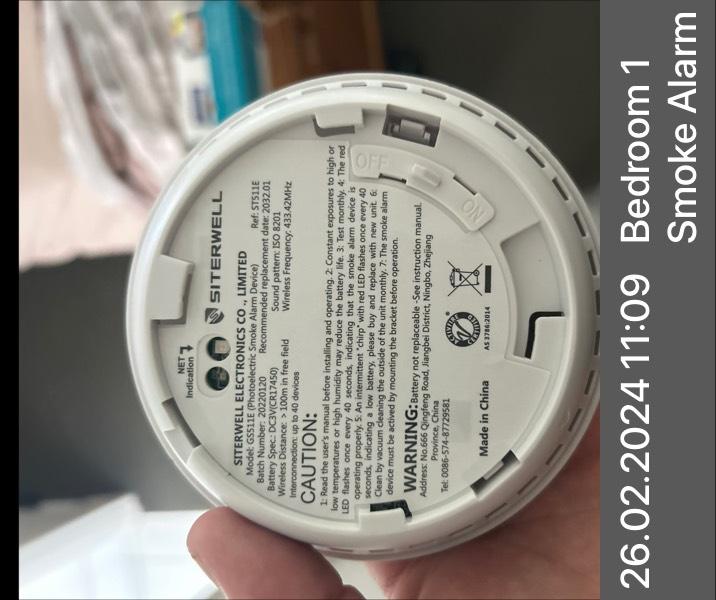 SITERWELL
NET
Indication
SITERWELL ELECTRONICS CO., LIMITED
Model: GS511E (Photoelectric Smoke Alarm Device) Ref: ST511E
Batch Number: 20220120 Recommended replacement date: 2032.01
Battery Spec.: DC3V(CR17450) Sound pattern: ISO 8201
Wireless Distance: >100m in free field Wireless Frequency: 433.42MHz
Interconnection: up to 40 devices
CAUTION:
1: Read the user's manual before installing and operating. 2: Constant exposures to high or
low temperatures or high humidity may reduce the battery life. 3: Test monthly. 4: The red
LED flashes once every 40 seconds, indicating that the smoke alarm device is
operating properly. 5: An intermittent "chirp" with red LED flashes once every 40
seconds, indicating a low battery, please buy and replace with new unit. 6:
Clean by vacuum cleaning the outside of the unit monthly. 7: The smoke alarm
device must be actived by mounting the bracket before operation.
WARNING: Battery not replaceable -See instruction manual.
Address: No.666 Qingfeng Road, Jiangbei District, Ningbo, Zhejiang
Province, China
Tel: 0086-574-87729581
Made in China
AS 3786:2014
OFF
ON
26.02.2024 11:09 Bedroom 1
Smoke Alarm